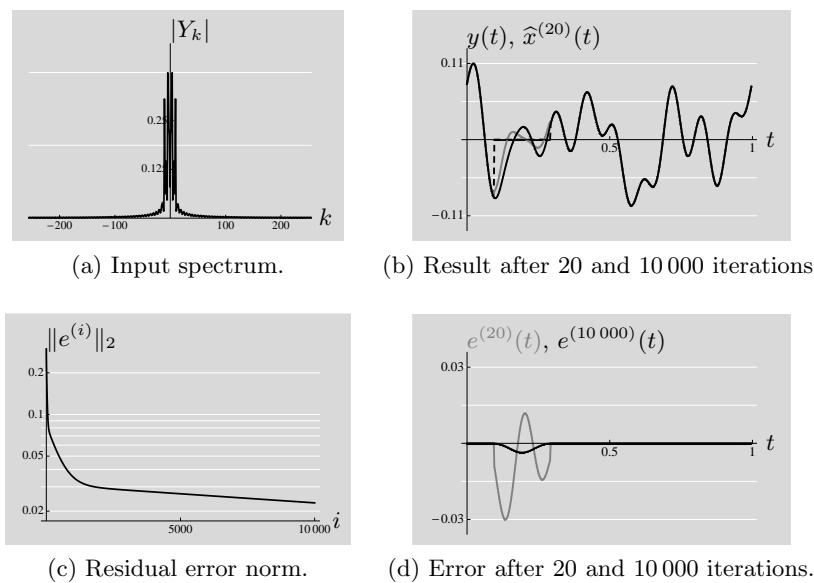 |Y_k|
0.25
0.125
−200
−100
100
200
k
(a) Input spectrum.
y(t), x̂^(20)(t)
0.11
0.5
1
t
−0.11
(b) Result after 20 and 10 000 iterations
‖e^(i)‖₂
0.2
0.1
0.05
0.02
5000
10 000
i
(c) Residual error norm.
e^(20)(t), e^(10 000)(t)
0.03
0.5
1
t
−0.03
(d) Error after 20 and 10 000 iterations.